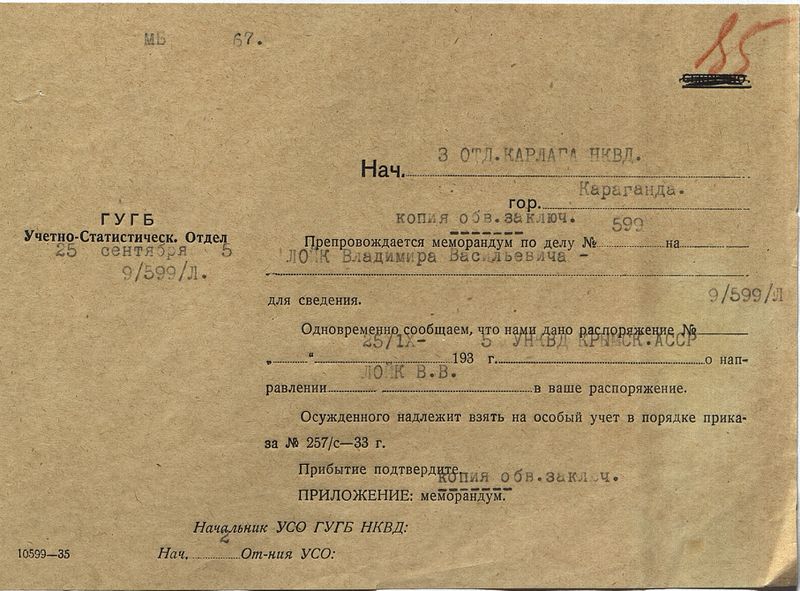 МБ 67.
55
Нач. 3 ОТД.КАРЛАГА НКВД.
гор. Караганда.
ГУГБ
Учетно-Статистическ. Отдел
25 сентября 5
9/599/Л.
копия обв.заключ. 599
Препровождается меморандум по делу № на
Владимира Васильевича -
для сведения.
9/599/Л
Одновременно сообщаем, что нами дано распоряжение №
25/IX- 5 УНКВД КРЫМСК.АССР
„ “ 193 г. о нап-
В.В.
равлении в ваше распоряжение.
Осужденного надлежит взять на особый учет в порядке прика-
за № 257/с—33 г.
Прибытие подтвердите.
копия обв.заключ.
ПРИЛОЖЕНИЕ: меморандум.
Начальник УСО ГУГБ НКВД:
2
10599—35
Нач. От-ния УСО: